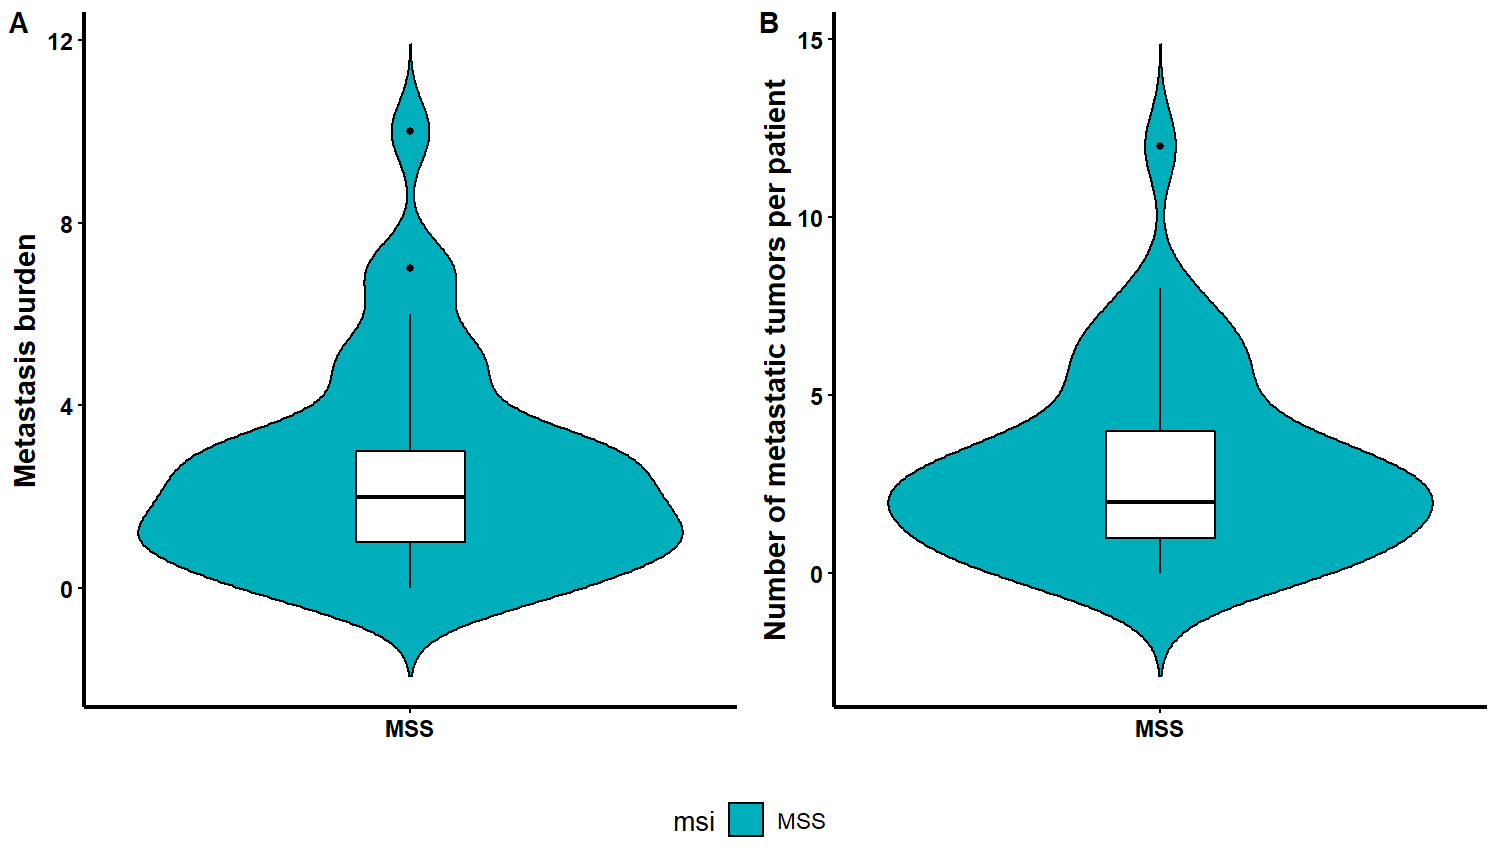 A
Metastasis burden
12
8
4
0
MSS
B
Number of metastatic tumors per patient
15
10
5
0
MSS
msi MSS